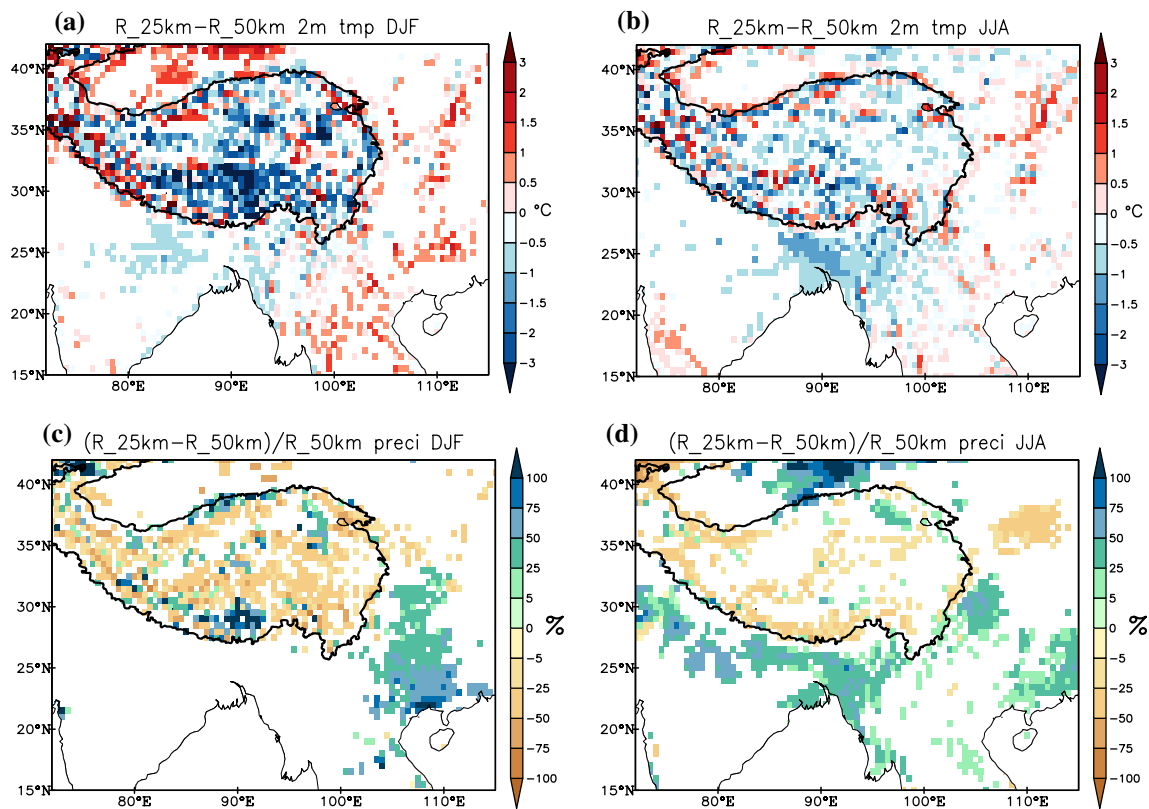 (a)
R_25km-R_50km 2m tmp DJF
40°N
35°N
30°N
25°N
20°N
15°N
80°E
90°E
100°E
110°E
3
2
1.5
1
0.5
0
°C
-0.5
-1
-1.5
-2
-3
(b)
R_25km-R_50km 2m tmp JJA
40°N
35°N
30°N
25°N
20°N
15°N
80°E
90°E
100°E
110°E
3
2
1.5
1
0.5
0
°C
-0.5
-1
-1.5
-2
-3
(c)
(R_25km-R_50km)/R_50km preci DJF
40°N
35°N
30°N
25°N
20°N
15°N
80°E
90°E
100°E
110°E
100
75
50
25
5
0
%
-5
-25
-50
-75
-100
(d)
(R_25km-R_50km)/R_50km preci JJA
40°N
35°N
30°N
25°N
20°N
15°N
80°E
90°E
100°E
110°E
100
75
50
25
5
0
%
-5
-25
-50
-75
-100